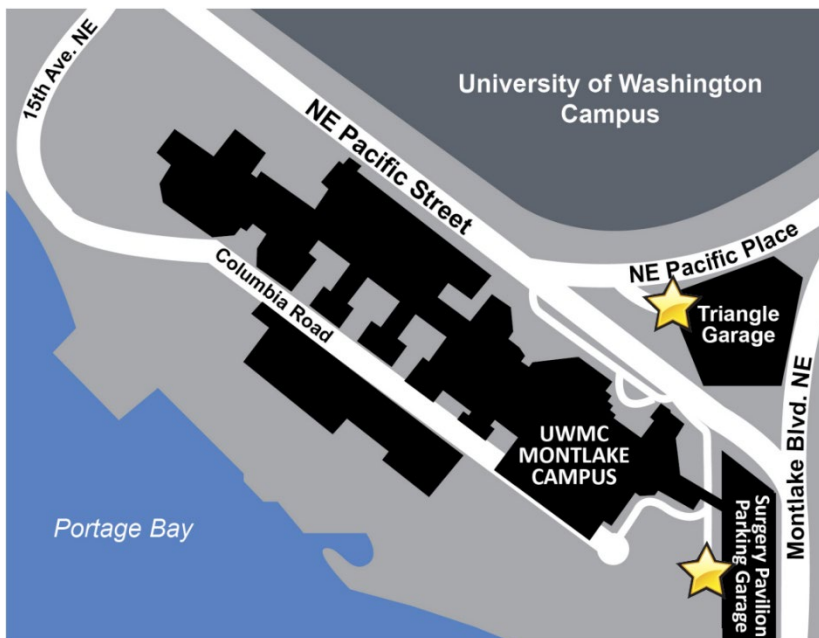 15th Ave. NE
University of Washington
Campus
NE Pacific Street
NE Pacific Place
Columbia Road
Triangle
Garage
Montlake Blvd. NE
UWMC
MONTLAKE
CAMPUS
Surgery Pavilion
Parking Garage
Portage Bay